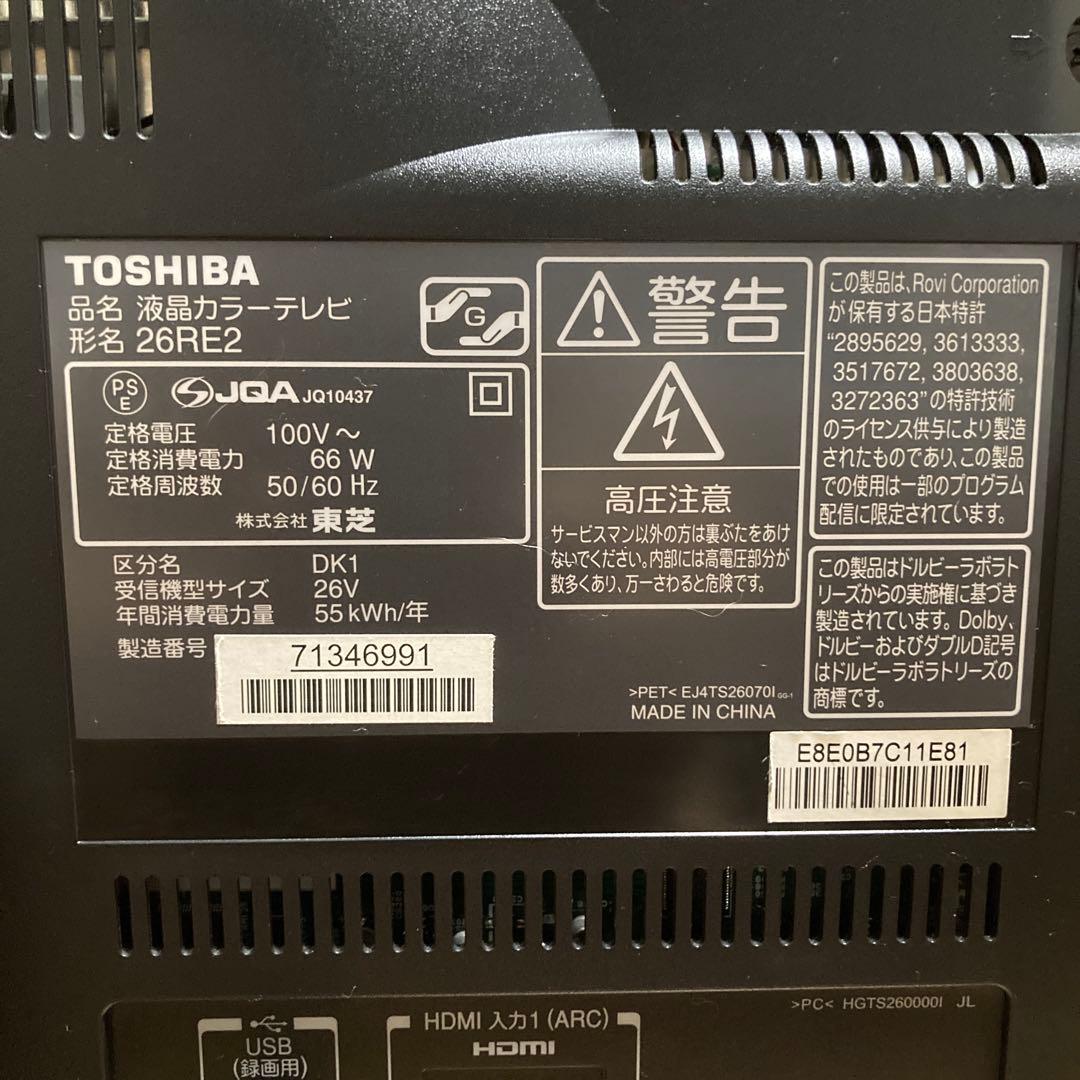 TOSHIBA
品名 液晶カラーテレビ
形名 26RE2
G
PS
E
JQA JQ10437
定格電圧 100V～
定格消費電力 66 W
定格周波数 50/60 Hz
株式会社 東芝
区分名 DK1
受信機型サイズ 26V
年間消費電力量 55kWh/年
製造番号 71346991
警告
高圧注意
サービスマン以外の方は裏ぶたをあけ
ないでください。内部には高電圧部分が
数多くあり、万一さわると危険です。
この製品は、Rovi Corporation
が保有する日本特許
"2895629, 3613333,
3517672, 3803638,
3272363"の特許技術
のライセンス供与により製造
されたものであり、この製品
での使用は一部のプログラム
配信に限定されています。
この製品はドルビーラボラト
リーズからの実施権に基づき
製造されています。Dolby、
ドルビーおよびダブルD記号
はドルビーラボラトリーズの
商標です。
>PET< EJ4TS26070I GG-1
MADE IN CHINA
E8E0B7C11E81
>PC< HGTS260000I JL
USB
(録画用)
HDMI 入力1 (ARC)
HDMI